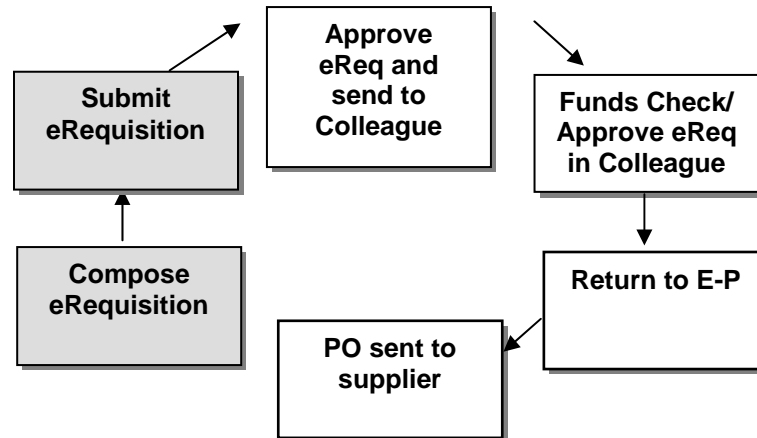 Approve
eReq and
send to
Colleague
Submit
eRequisition
Funds Check/
Approve eReq
in Colleague
Compose
eRequisition
Return to E-P
PO sent to
supplier